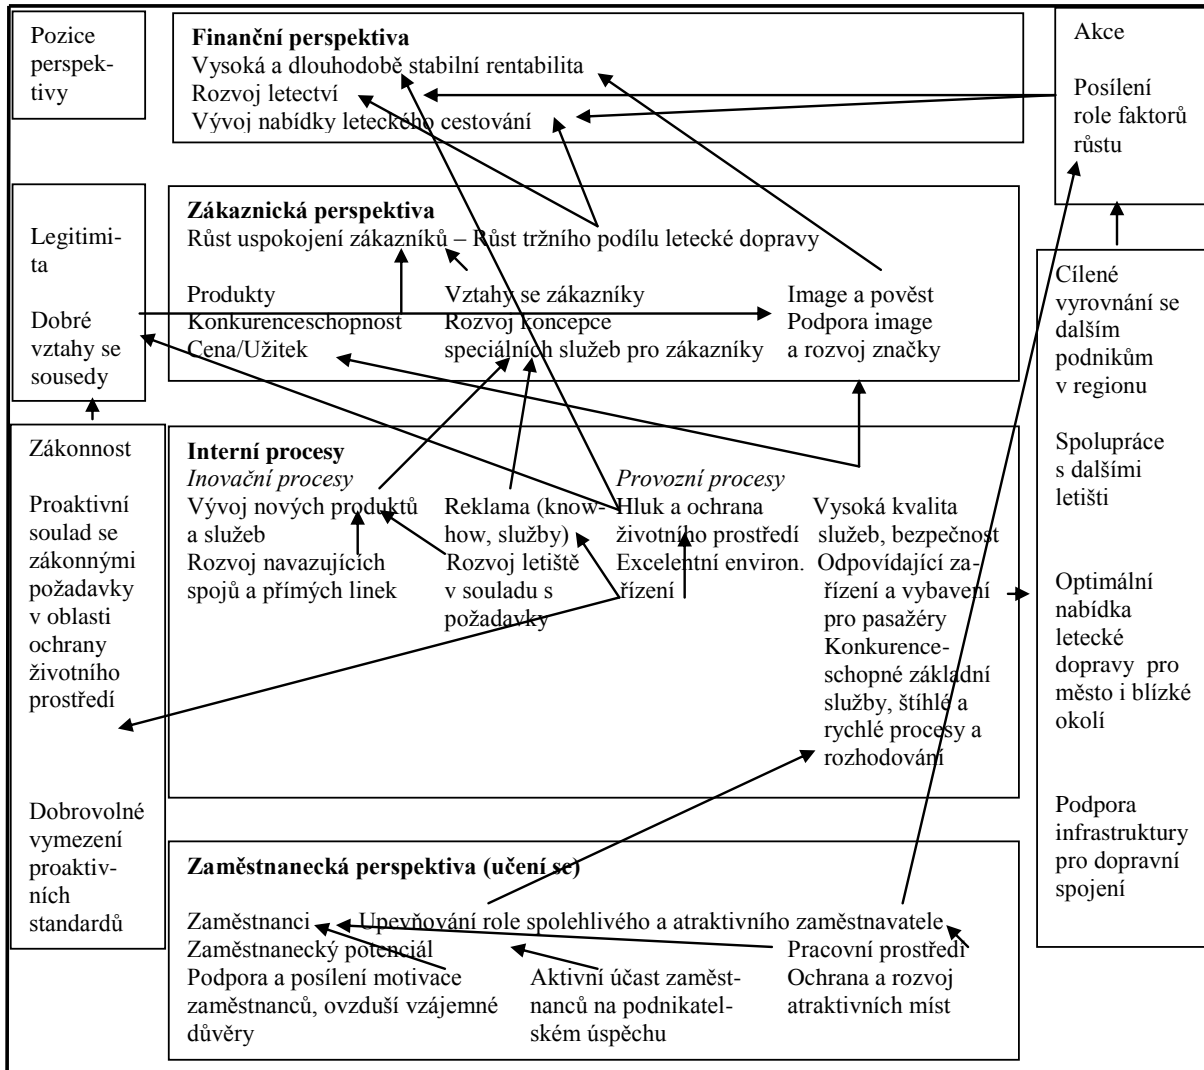 Pozice
perspek-
tivy
Finanční perspektiva
Vysoká a dlouhodobě stabilní rentabilita
Rozvoj letectví
Vývoj nabídky leteckého cestování
Akce
Posílení
role faktorů
růstu
Legitimi-
ta
Dobré
vztahy se
sousedy
Zákaznická perspektiva
Růst uspokojení zákazníků – Růst tržního podílu letecké dopravy
Produkty
Konkurenceschopnost
Cena/Užitek
Vztahy se zákazníky
Rozvoj koncepce
speciálních služeb pro zákazníky
Image a pověst
Podpora image
a rozvoj značky
Cílené
vyrovnání se
dalším
podnikům
v regionu
Spolupráce
s dalšími
letišti
Optimální
nabídka
letecké
dopravy pro
město i blízké
okolí
Podpora
infrastruktury
pro dopravní
spojení
Zákonnost
Proaktivní
soulad se
zákonnými
požadavky
v oblasti
ochrany
životního
prostředí
Dobrovolné
vymezení
proaktiv-
ních
standardů
Interní procesy
Inovační procesy
Vývoj nových produktů
a služeb
Rozvoj navazujících
spojů a přímých linek
Reklama (know-
how, služby)
Rozvoj letiště
v souladu s
požadavky
Provozní procesy
Hluk a ochrana
životního prostředí
Excelentní environ.
řízení
Vysoká kvalita
služeb, bezpečnost
Odpovídající za-
řízení a vybavení
pro pasažéry
Konkurence-
schopné základní
služby, štíhlé a
rychlé procesy a
rozhodování
Zaměstnanecká perspektiva (učení se)
Zaměstnanci Upevňování role spolehlivého a atraktivního zaměstnavatele
Zaměstnanecký potenciál
Podpora a posílení motivace
zaměstnanců, ovzduší vzájemné
důvěry
Aktivní účast zaměst-
nanců na podnikatel-
ském úspěchu
Pracovní prostředí
Ochrana a rozvoj
atraktivních míst